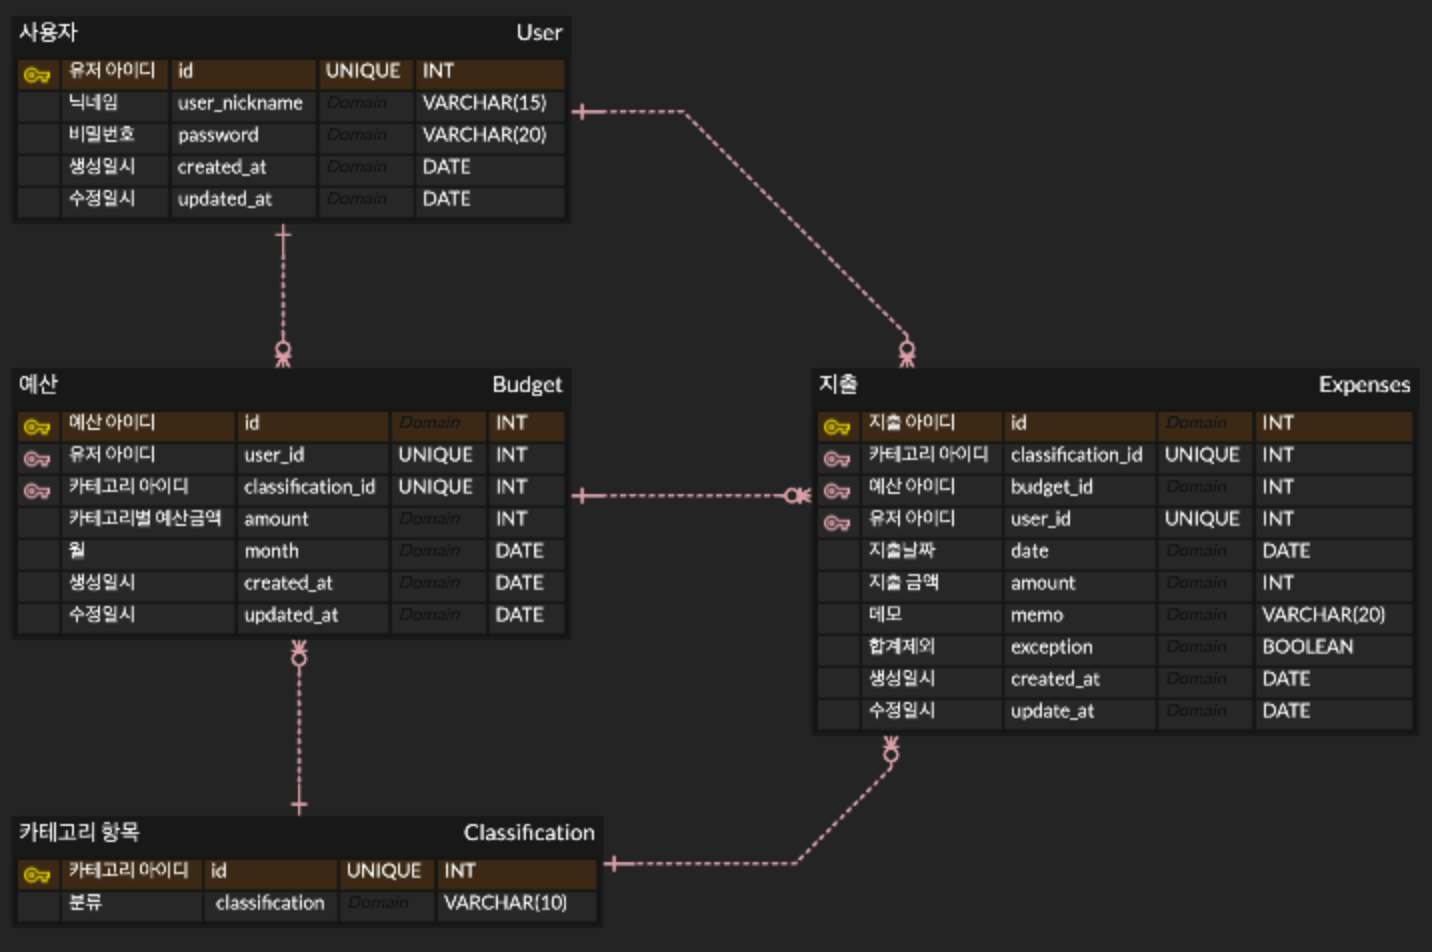 사용자 User
유저 아이디 id UNIQUE INT
닉네임 user_nickname Domain VARCHAR(15)
비밀번호 password Domain VARCHAR(20)
생성일시 created_at Domain DATE
수정일시 updated_at Domain DATE
예산 Budget
예산 아이디 id Domain INT
유저 아이디 user_id UNIQUE INT
카테고리 아이디 classification_id UNIQUE INT
카테고리별 예산금액 amount Domain INT
월 month Domain DATE
생성일시 created_at Domain DATE
수정일시 updated_at Domain DATE
지출 Expenses
지출 아이디 id Domain INT
카테고리 아이디 classification_id UNIQUE INT
예산 아이디 budget_id Domain INT
유저 아이디 user_id UNIQUE INT
지출날짜 date Domain DATE
지출 금액 amount Domain INT
메모 memo Domain VARCHAR(20)
합계제외 exception Domain BOOLEAN
생성일시 created_at Domain DATE
수정일시 update_at Domain DATE
카테고리 항목 Classification
카테고리 아이디 id UNIQUE INT
분류 classification Domain VARCHAR(10)